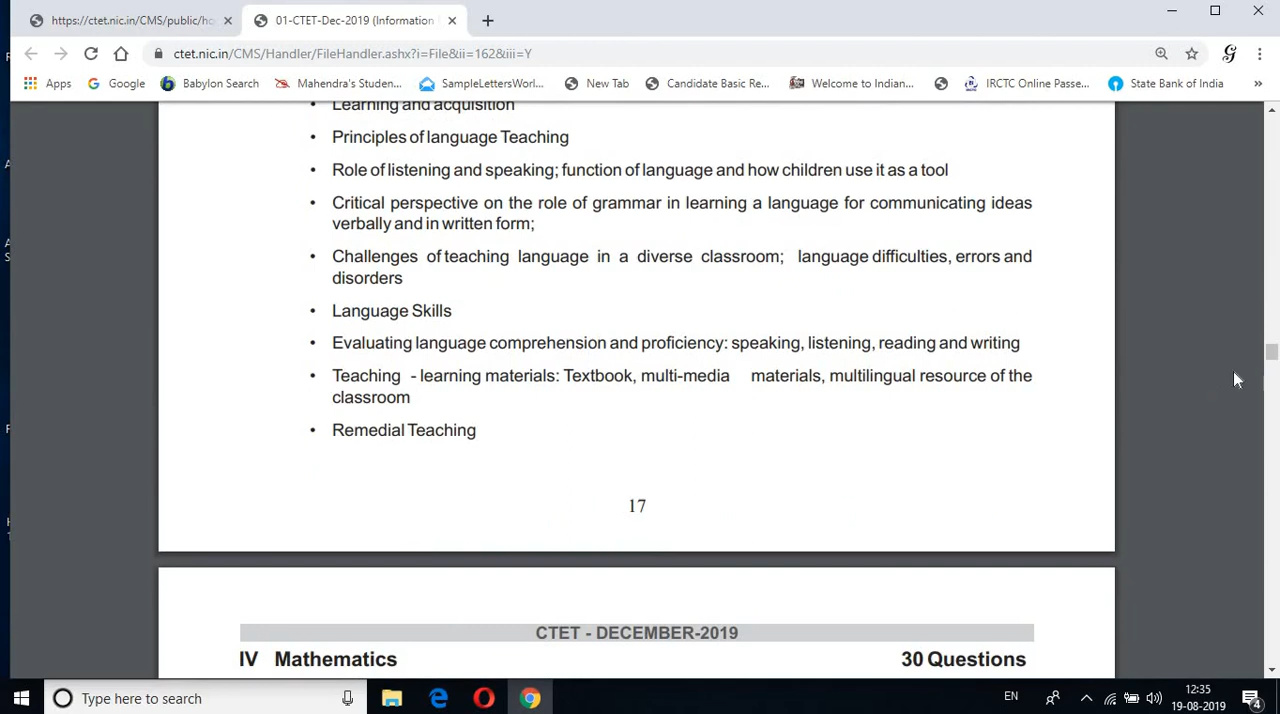 https://ctet.nic.in/CMS/public/ho
01-CTET-Dec-2019 (Information
ctet.nic.in/CMS/Handler/FileHandler.ashx?i=File&ii=162&iii=Y
Apps Google Babylon Search Mahendra's Studen... SampleLettersWorl... New Tab Candidate Basic Re... Welcome to Indian... IRCTC Online Passe... State Bank of India »
• Learning and acquisition
• Principles of language Teaching
• Role of listening and speaking; function of language and how children use it as a tool
• Critical perspective on the role of grammar in learning a language for communicating ideas
verbally and in written form;
• Challenges of teaching language in a diverse classroom; language difficulties, errors and
disorders
• Language Skills
• Evaluating language comprehension and proficiency: speaking, listening, reading and writing
• Teaching - learning materials: Textbook, multi-media materials, multilingual resource of the
classroom
• Remedial Teaching
17
CTET - DECEMBER-2019
IV Mathematics 30 Questions
Type here to search
EN
12:35
19-08-2019
4